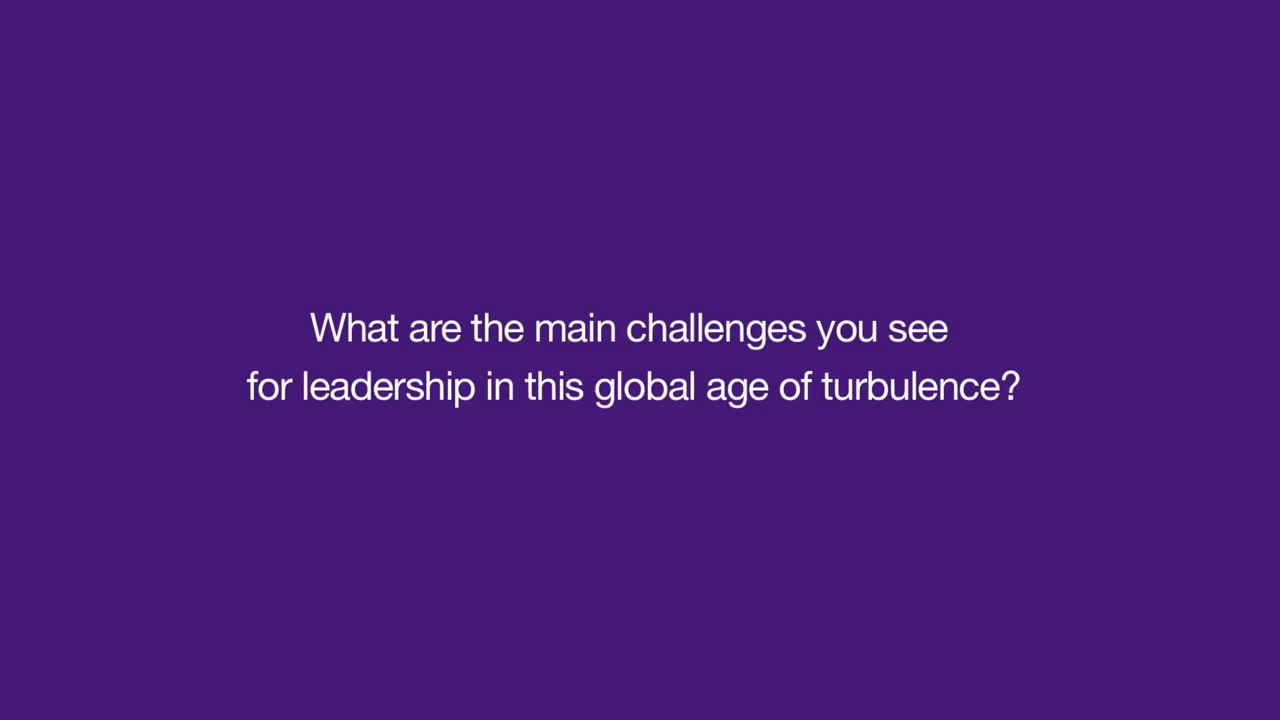 What are the main challenges you see
for leadership in this global age of turbulence?